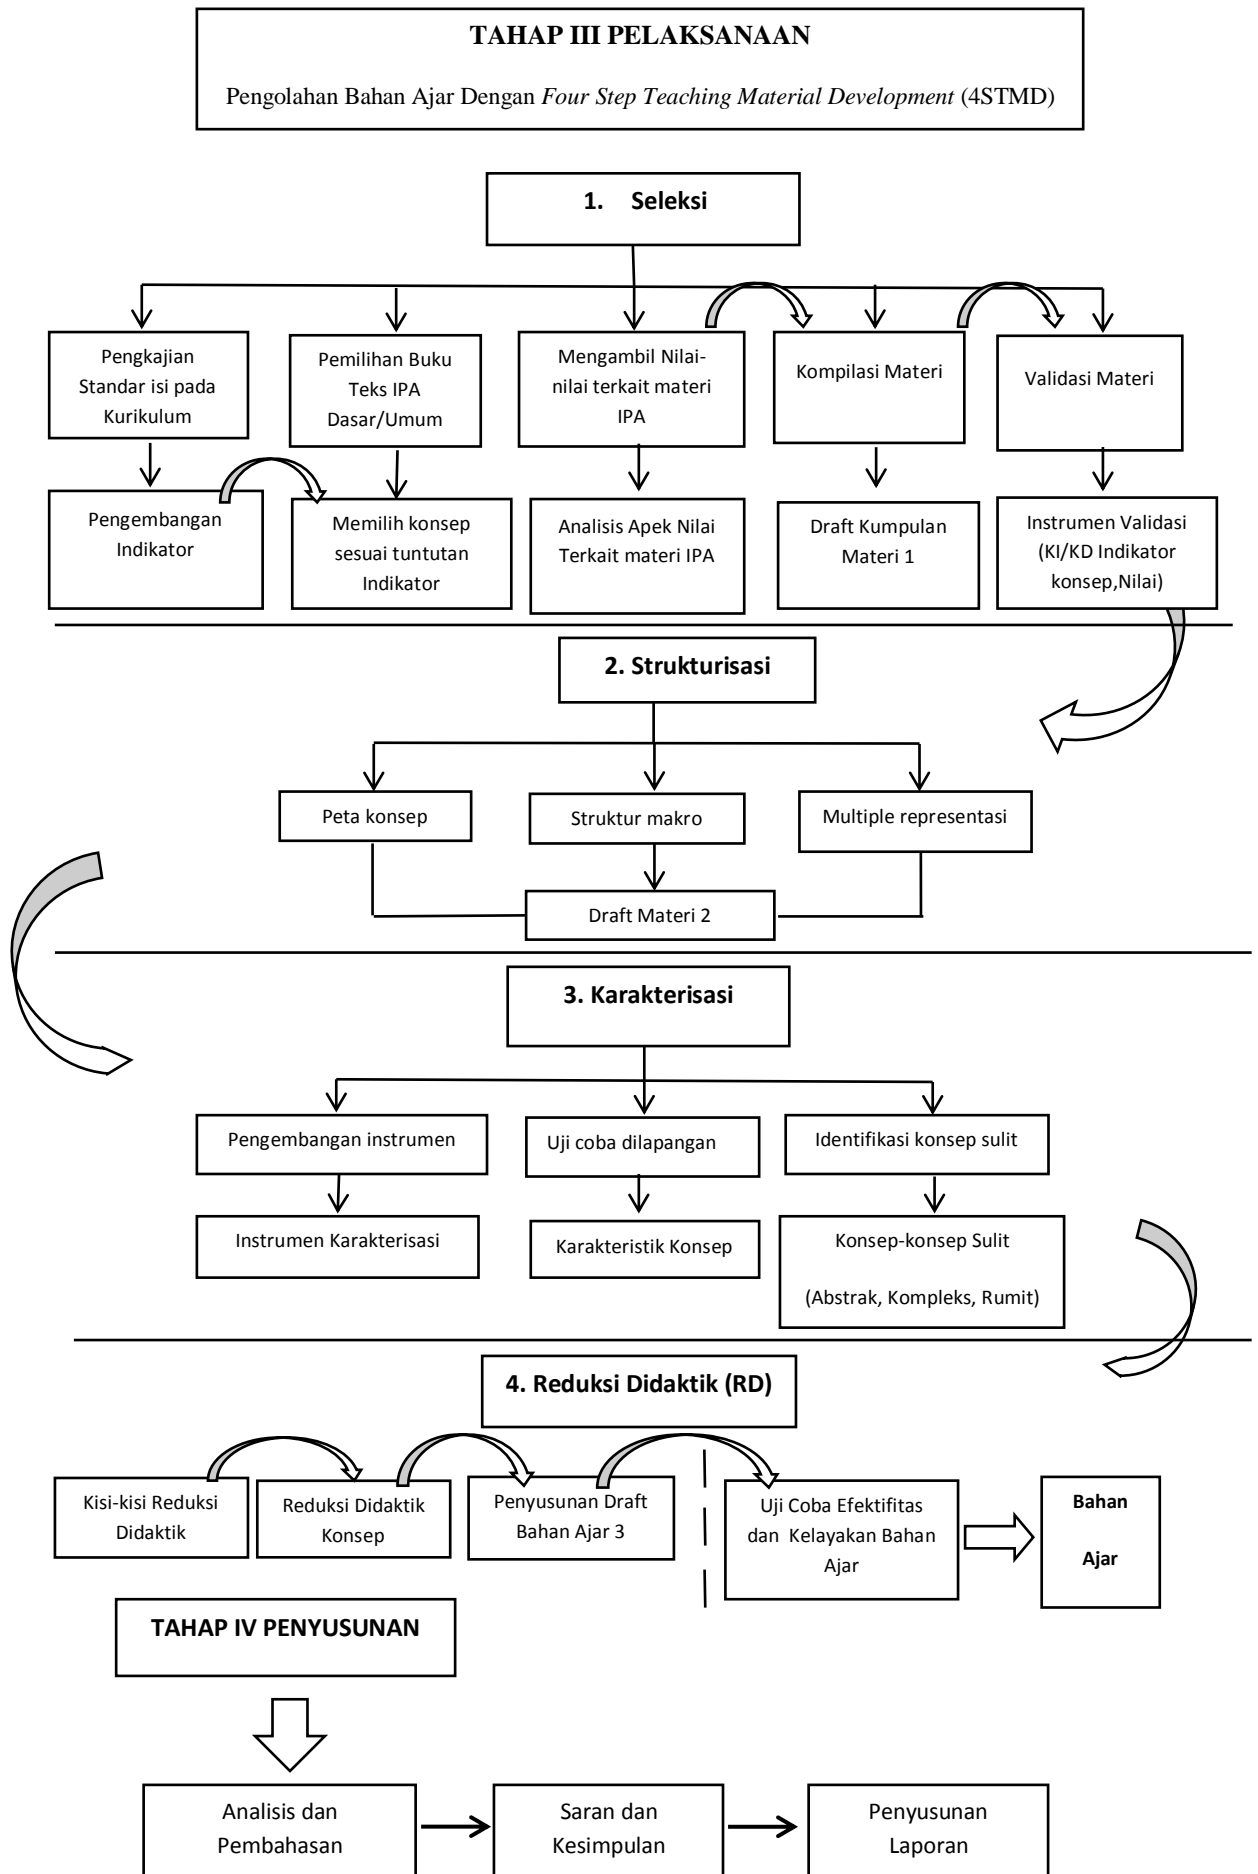 TAHAP III PELAKSANAAN
Pengolahan Bahan Ajar Dengan Four Step Teaching Material Development (4STMD)
1. Seleksi
Pengkajian
Standar isi pada
Kurikulum
Pemilihan Buku
Teks IPA
Dasar/Umum
Mengambil Nilai-
nilai terkait materi
IPA
Kompilasi Materi
Validasi Materi
Pengembangan
Indikator
Memilih konsep
sesuai tuntutan
Indikator
Analisis Apek Nilai
Terkait materi IPA
Draft Kumpulan
Materi 1
Instrumen Validasi
(KI/KD Indikator
konsep,Nilai)
2. Strukturisasi
Peta konsep
Struktur makro
Multiple representasi
Draft Materi 2
3. Karakterisasi
Pengembangan instrumen
Uji coba dilapangan
Identifikasi konsep sulit
Instrumen Karakterisasi
Karakteristik Konsep
Konsep-konsep Sulit
(Abstrak, Kompleks, Rumit)
4. Reduksi Didaktik (RD)
Kisi-kisi Reduksi
Didaktik
Reduksi Didaktik
Konsep
Penyusunan Draft
Bahan Ajar 3
Uji Coba Efektifitas
dan Kelayakan Bahan
Ajar
Bahan
Ajar
TAHAP IV PENYUSUNAN
Analisis dan
Pembahasan
Saran dan
Kesimpulan
Penyusunan
Laporan